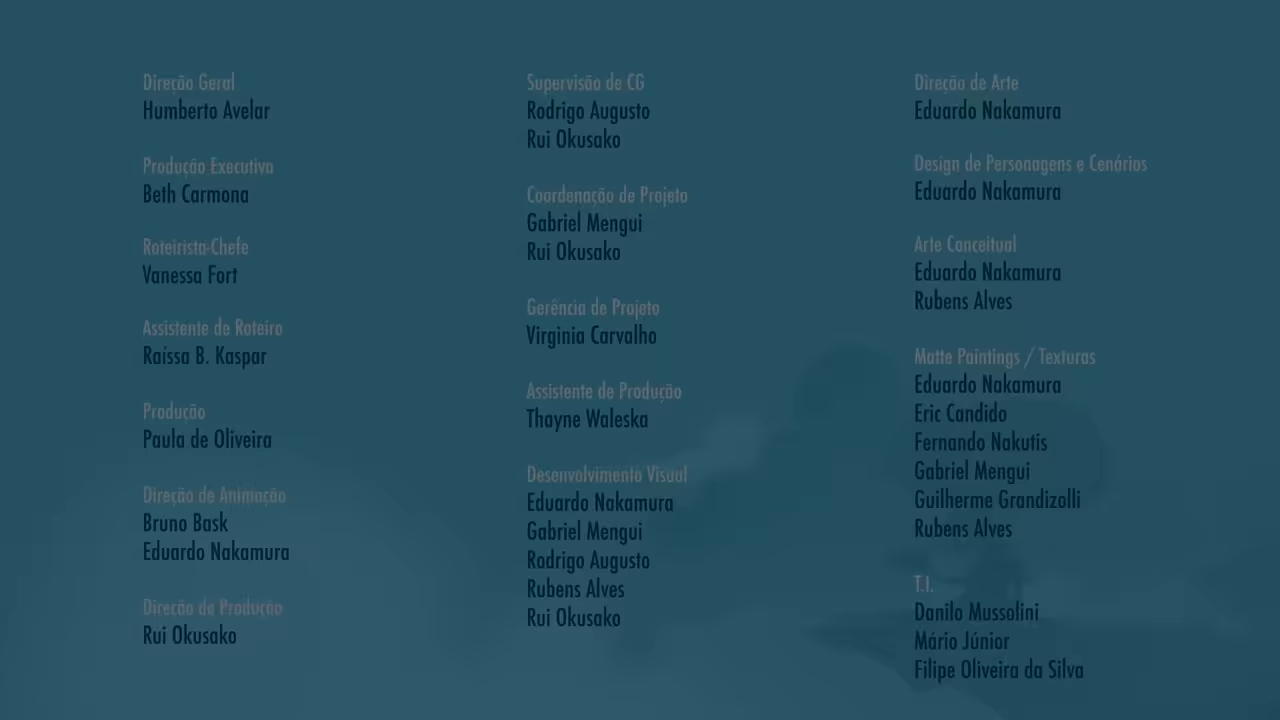 Direção Geral
Humberto Avelar
Produção Executiva
Beth Carmona
Roteirista-Chefe
Vanessa Fort
Assistente de Roteiro
Raíssa B. Kaspar
Produção
Paula de Oliveira
Direção de Animação
Bruno Bask
Eduardo Nakamura
Direção de Produção
Rui Okusako
Supervisão de CG
Rodrigo Augusto
Rui Okusako
Coordenação de Projeto
Gabriel Mengui
Rui Okusako
Gerência de Projeto
Virginia Carvalho
Assistente de Produção
Thayne Waleska
Desenvolvimento Visual
Eduardo Nakamura
Gabriel Mengui
Rodrigo Augusto
Rubens Alves
Rui Okusako
Direção de Arte
Eduardo Nakamura
Design de Personagens e Cenários
Eduardo Nakamura
Arte Conceitual
Eduardo Nakamura
Rubens Alves
Matte Paintings / Texturas
Eduardo Nakamura
Eric Candido
Fernando Nakutis
Gabriel Mengui
Guilherme Grandizolli
Rubens Alves
T.I.
Danilo Mussolini
Mário Júnior
Filipe Oliveira da Silva